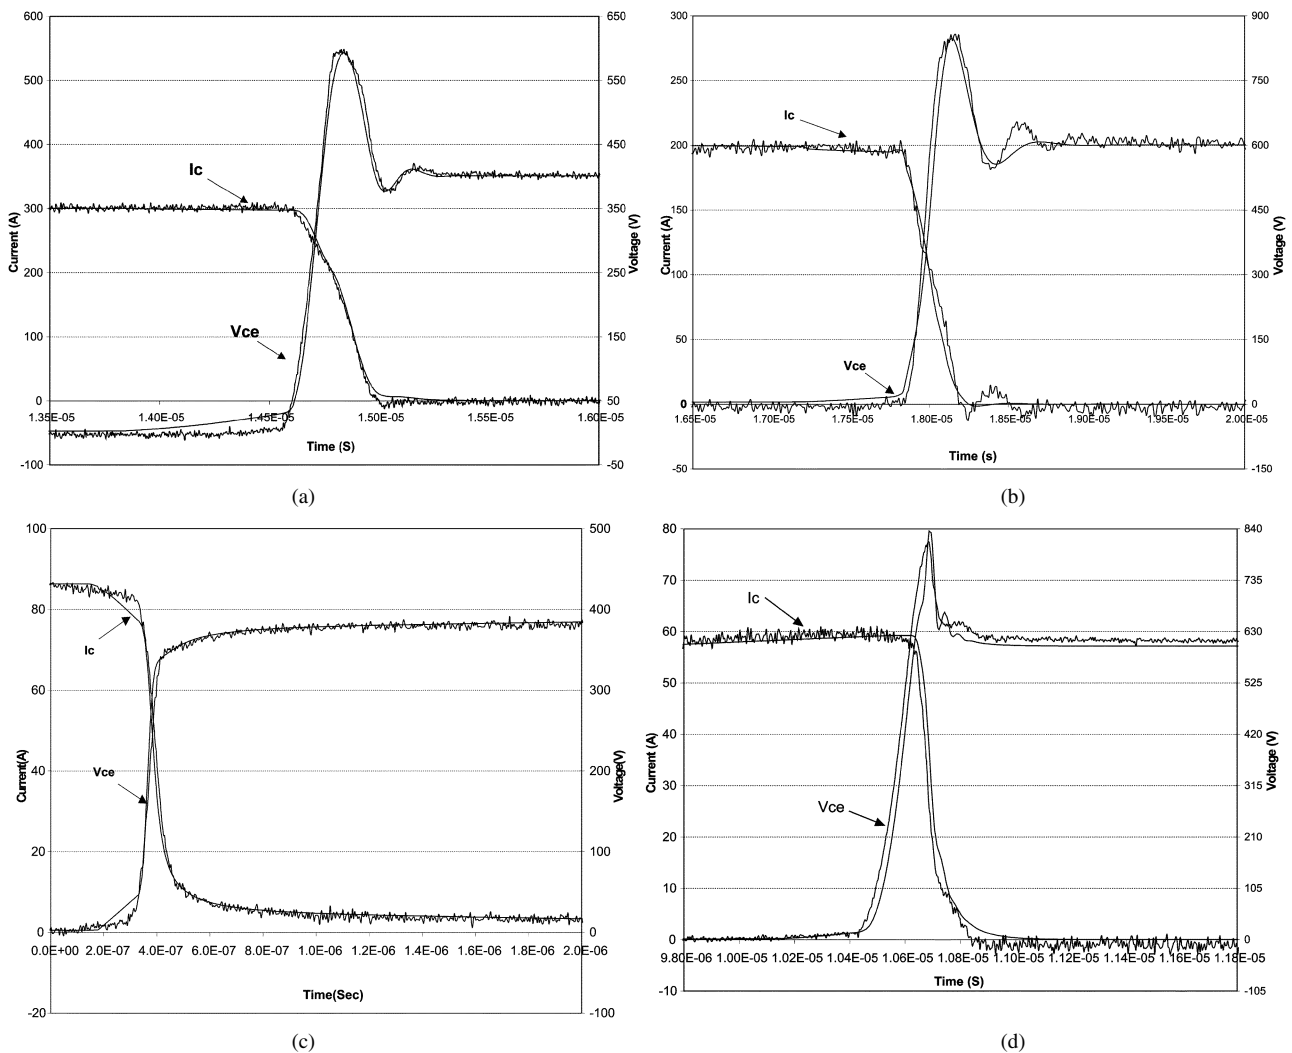 600
500
400
300
200
100
0
-100
650
550
450
350
250
150
50
-50
Current (A)
Voltage (V)
Ic
Vce
1.35E-05 1.40E-05 1.45E-05 1.50E-05 1.55E-05 1.60E-05
Time (S)
(a)
300
250
200
150
100
50
0
-50
900
750
600
450
300
150
0
-150
Current (A)
Voltage (V)
Ic
Vce
1.65E-05 1.70E-05 1.75E-05 1.80E-05 1.85E-05 1.90E-05 1.95E-05 2.00E-05
Time (s)
(b)
100
80
60
40
20
0
-20
500
400
300
200
100
0
-100
Current(A)
Voltage(V)
Ic
Vce
0.0E+00 2.0E-07 4.0E-07 6.0E-07 8.0E-07 1.0E-06 1.2E-06 1.4E-06 1.6E-06 1.8E-06 2.0E-06
Time(Sec)
(c)
80
70
60
50
40
30
20
10
0
-10
840
735
630
525
420
315
210
105
0
-105
Current (A)
Voltage (V)
Ic
Vce
9.80E-06 1.00E-05 1.02E-05 1.04E-05 1.06E-05 1.08E-05 1.10E-05 1.12E-05 1.14E-05 1.16E-05 1.18E-05
Time (S)
(d)